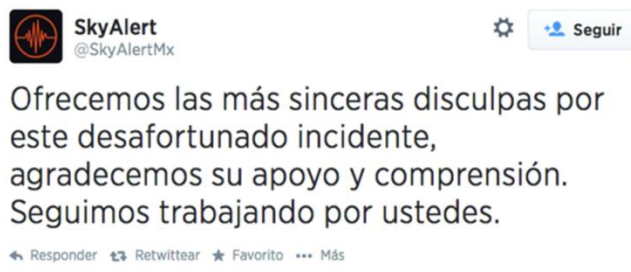 SkyAlert
@SkyAlertMx
Seguir
Ofrecemos las más sinceras disculpas por
este desafortunado incidente,
agradecemos su apoyo y comprensión.
Seguimos trabajando por ustedes.
Responder Retwittear Favorito Más